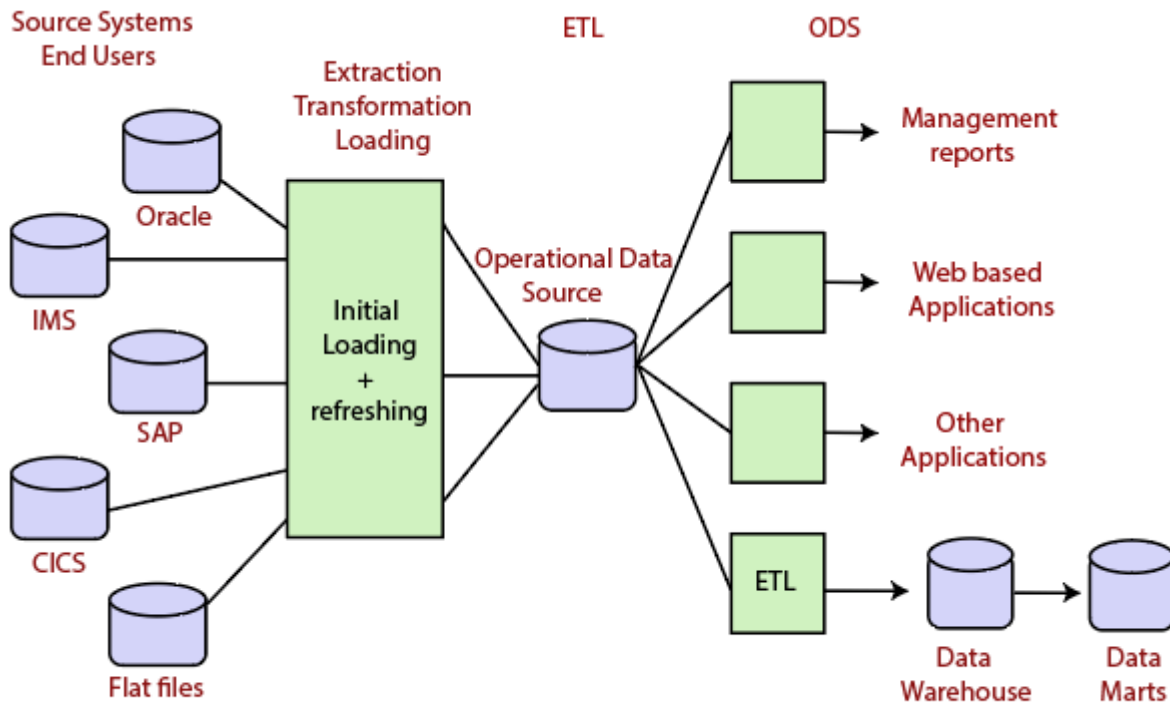 Source Systems
End Users
ETL
ODS
Extraction
Transformation
Loading
Oracle
IMS
SAP
CICS
Flat files
Initial
Loading
+
refreshing
Operational Data
Source
Management
reports
Web based
Applications
Other
Applications
ETL
Data
Warehouse
Data
Marts